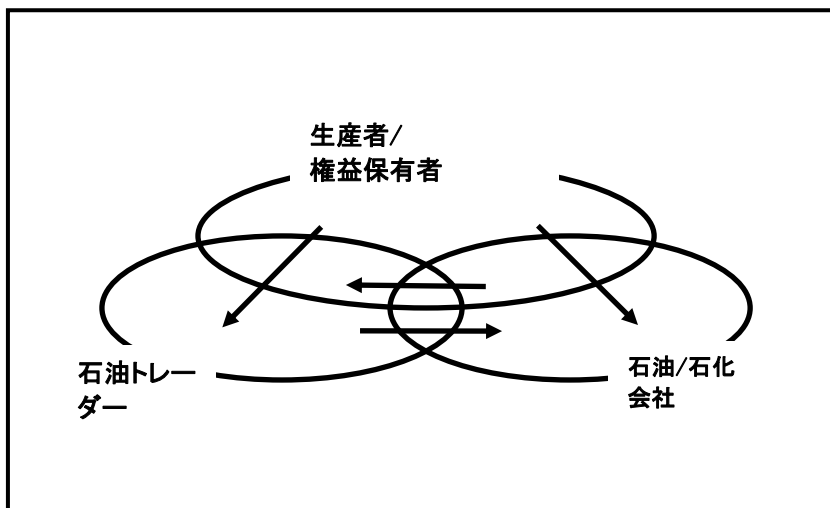 生産者/
権益保有者
石油トレー
ダー
石油/石化
会社